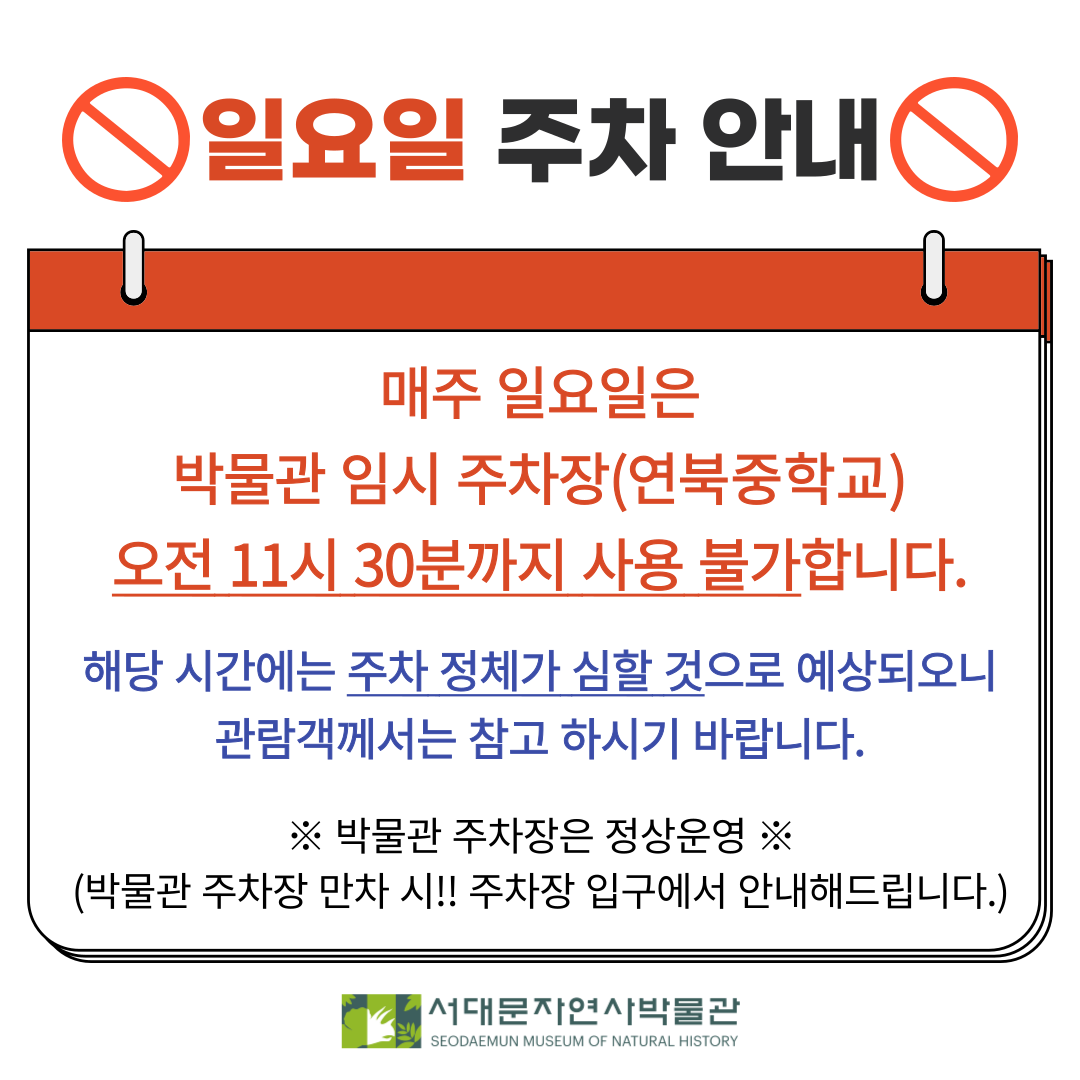 일요일 주차 안내
매주 일요일은
박물관 임시 주차장(연북중학교)
오전 11시 30분까지 사용 불가합니다.
해당 시간에는 주차 정체가 심할 것으로 예상되오니
관람객께서는 참고 하시기 바랍니다.
※ 박물관 주차장은 정상운영 ※
(박물관 주차장 만차 시!! 주차장 입구에서 안내해드립니다.)
서대문자연사박물관
SEODAEMUN MUSEUM OF NATURAL HISTORY